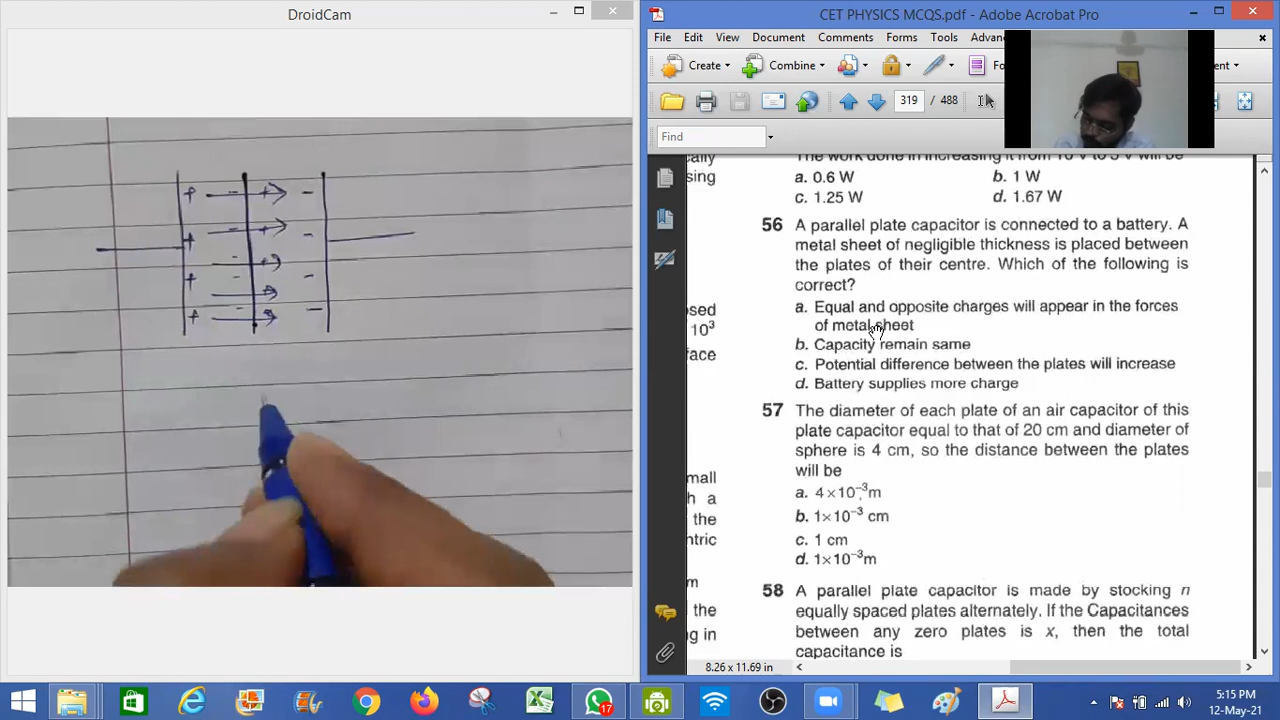 DroidCam
CET PHYSICS MCQS.pdf - Adobe Acrobat Pro
File Edit View Document Comments Forms Tools
Create Combine
319 / 488
Find
sing
a. 0.6 W b. 1 W
c. 1.25 W d. 1.67 W
56 A parallel plate capacitor is connected to a battery. A
metal sheet of negligible thickness is placed between
the plates of their centre. Which of the following is
correct?
a. Equal and opposite charges will appear in the forces
of metal sheet
b. Capacity remain same
c. Potential difference between the plates will increase
d. Battery supplies more charge
57 The diameter of each plate of an air capacitor of this
plate capacitor equal to that of 20 cm and diameter of
sphere is 4 cm, so the distance between the plates
will be
a. 4×10⁻³m
b. 1×10⁻³ cm
c. 1 cm
d. 1×10⁻³m
58 A parallel plate capacitor is made by stocking n
equally spaced plates alternately. If the Capacitances
between any zero plates is x, then the total
capacitance is
8.26 x 11.69 in
17
5:15 PM
12-May-21